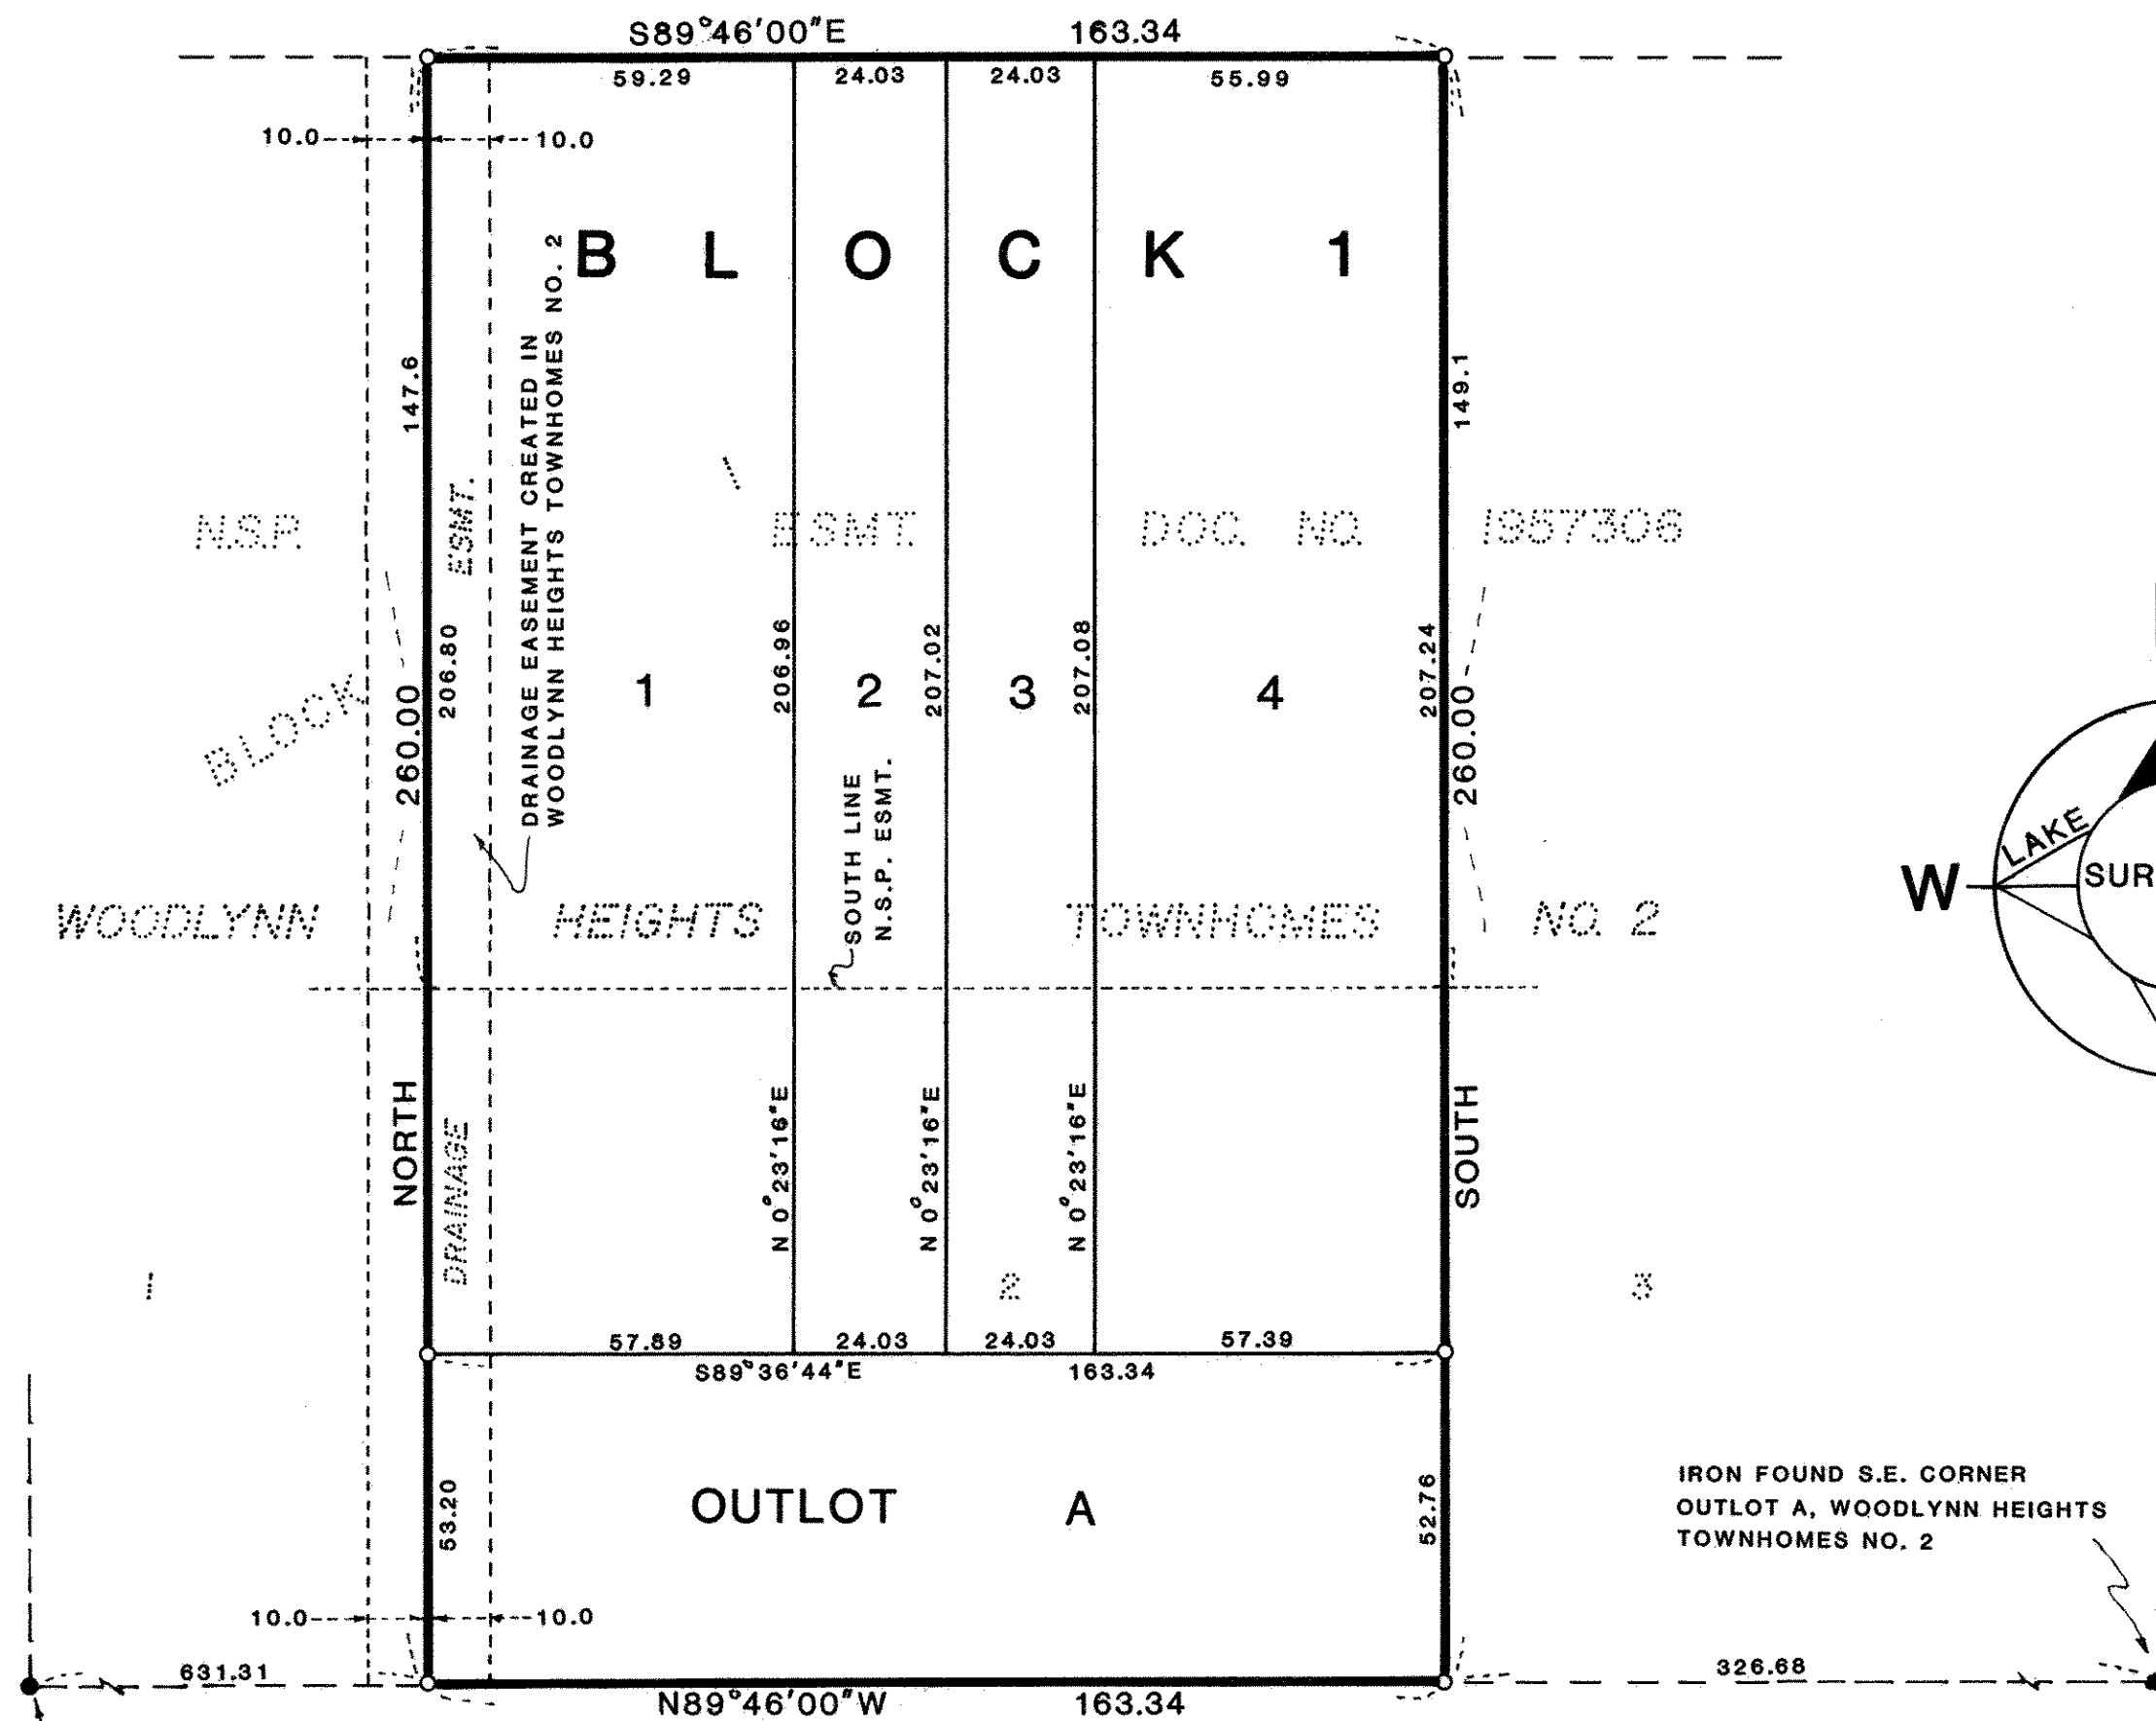 S89°46'00"E 163.34
59.29 24.03 24.03 55.99
10.0 10.0
BLOCK 1
DRAINAGE EASEMENT CREATED IN
WOODLYNN HEIGHTS TOWNHOMES NO. 2
147.6
149.1
1
N.S.P. ESMT. DOC. NO. 1957306
ESMT.
BLOCK
260.00
206.80
206.96
207.02
207.08
207.24
260.00
1 2 3 4
SOUTH LINE
N.S.P. ESMT.
W
LAKE
SUR
WOODLYNN HEIGHTS TOWNHOMES NO. 2
NORTH
DRAINAGE
N 0°23'16"E
N 0°23'16"E
N 0°23'16"E
SOUTH
1 2 3
57.89 24.03 24.03 57.39
S89°36'44"E 163.34
53.20
OUTLOT A
52.76
IRON FOUND S.E. CORNER
OUTLOT A, WOODLYNN HEIGHTS
TOWNHOMES NO. 2
10.0 10.0
631.31
326.68
N89°46'00"W 163.34